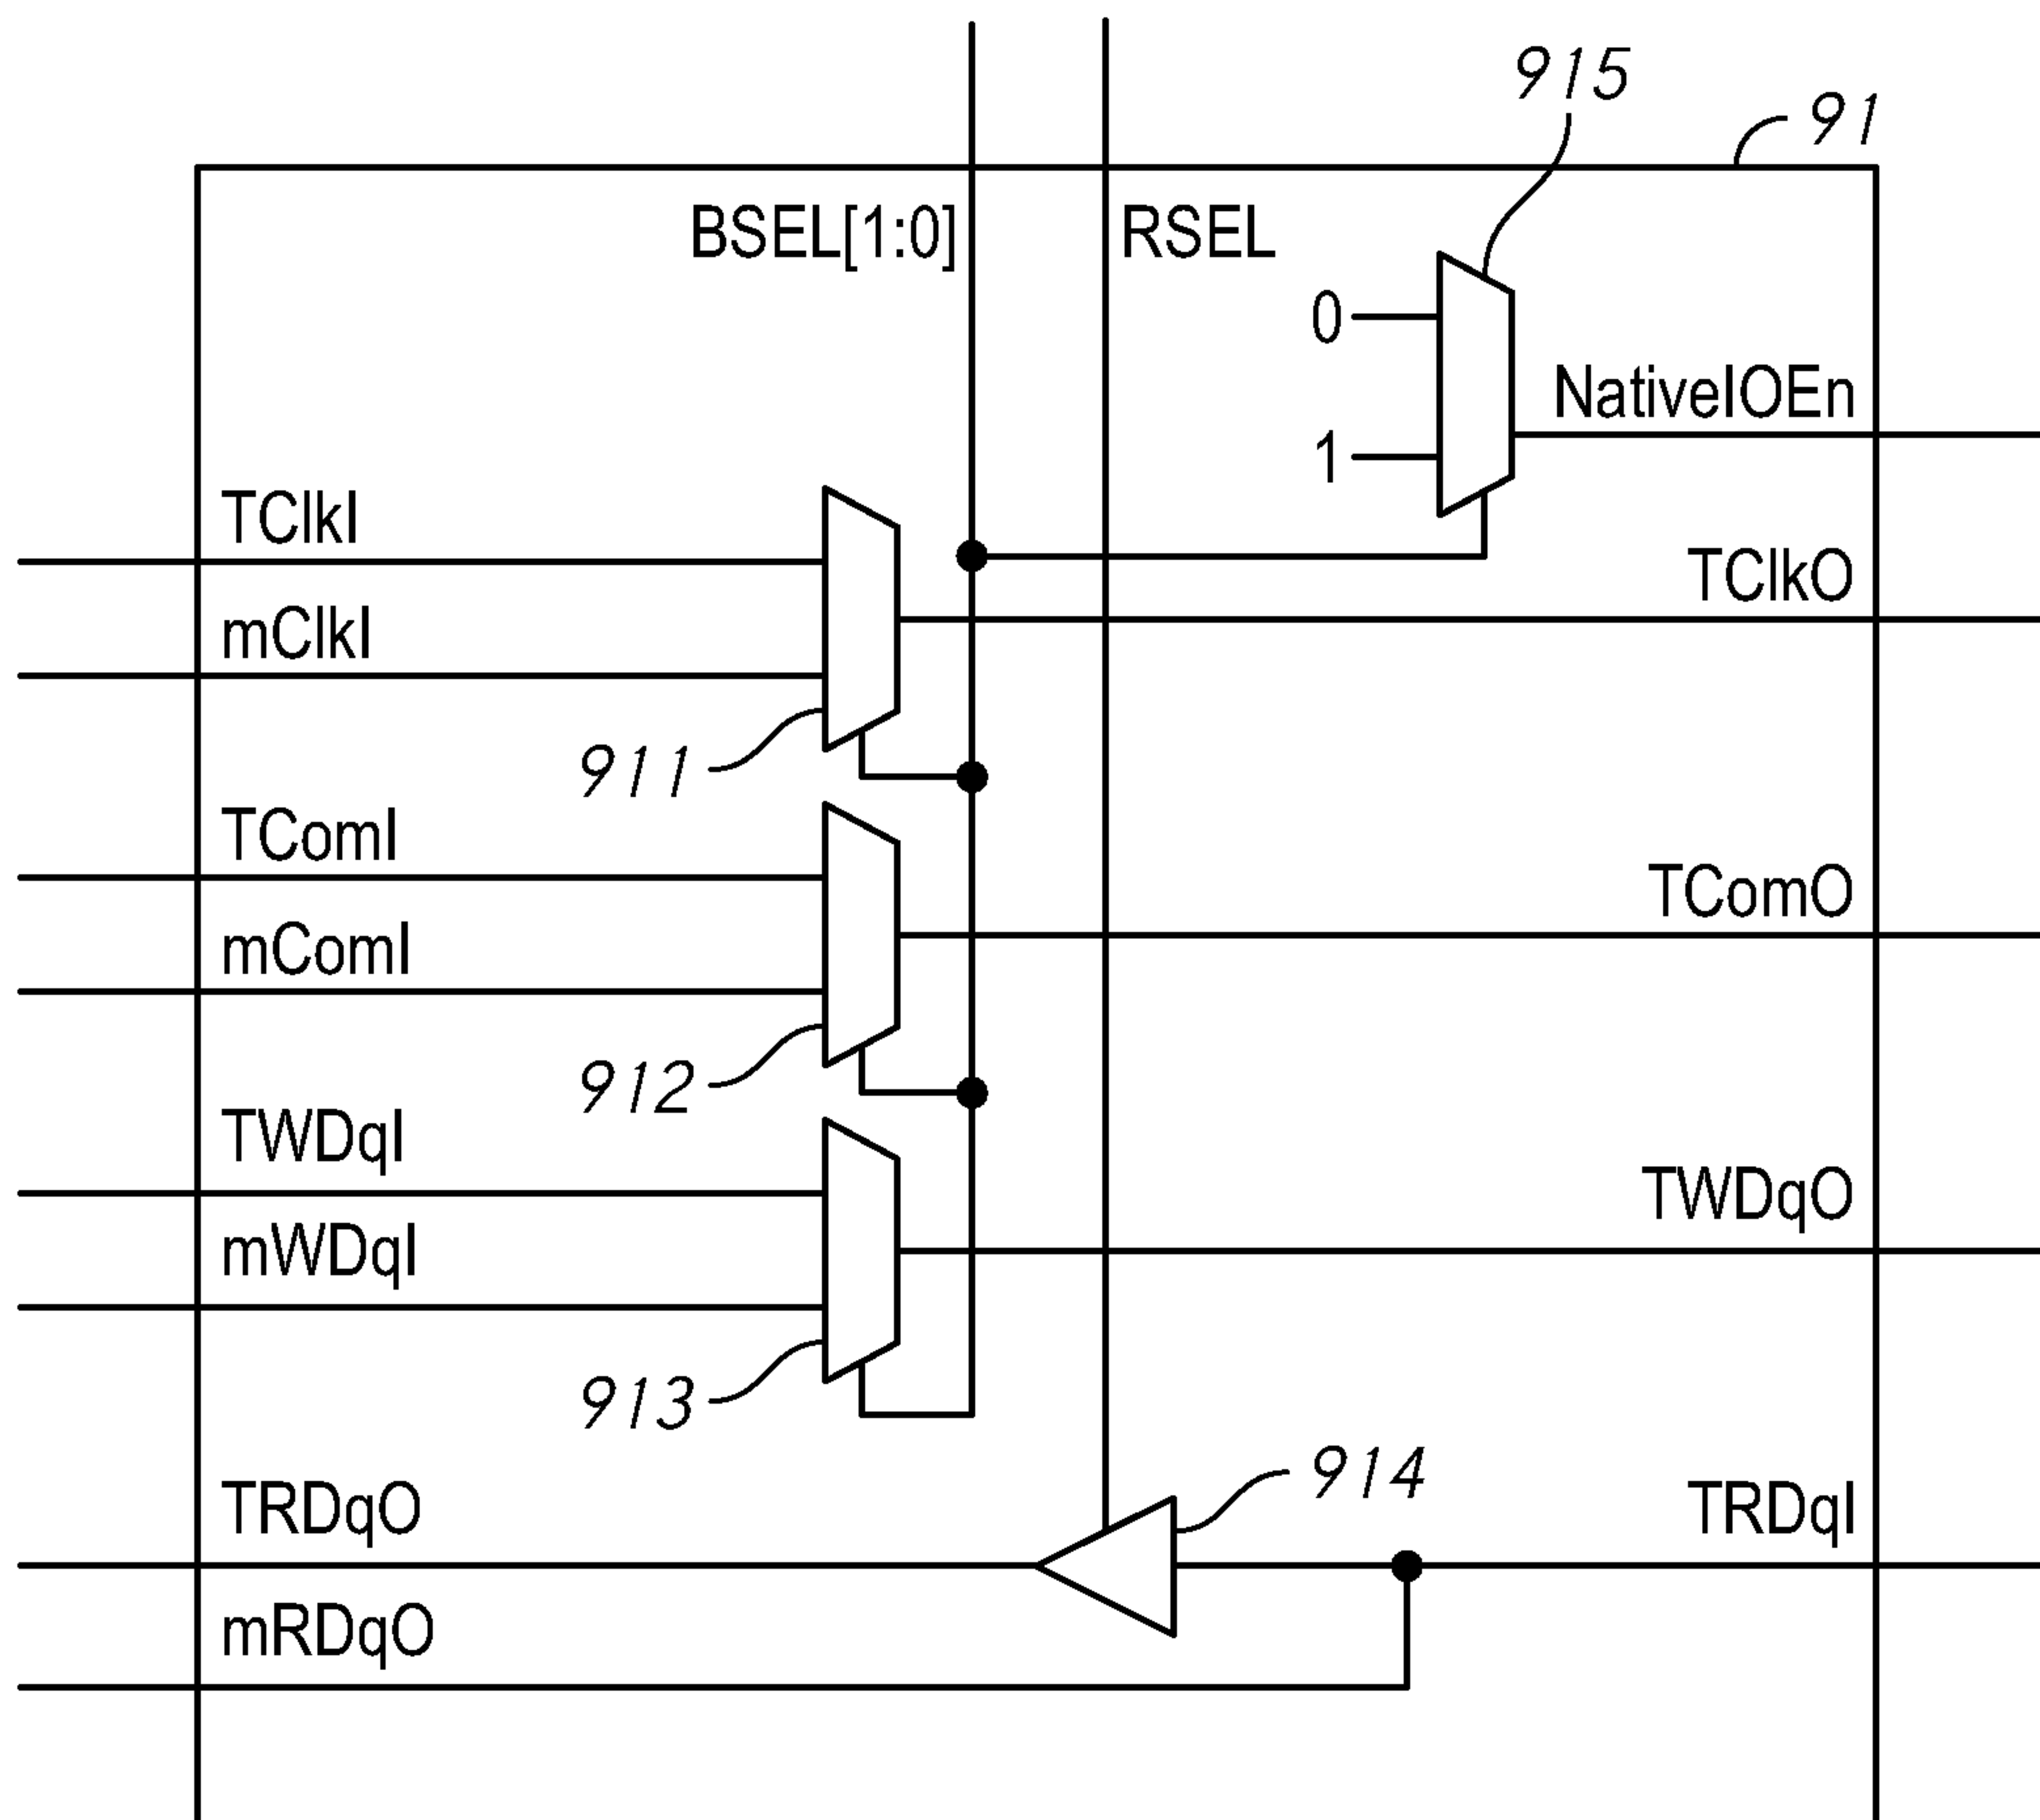 915
91
BSEL[1:0]
RSEL
0
NativeIOEn
1
TClkI
TClkO
mClkI
911
TComI
TComO
mComI
912
TWDqI
TWDqO
mWDqI
913
914
TRDqO
TRDqI
mRDqO